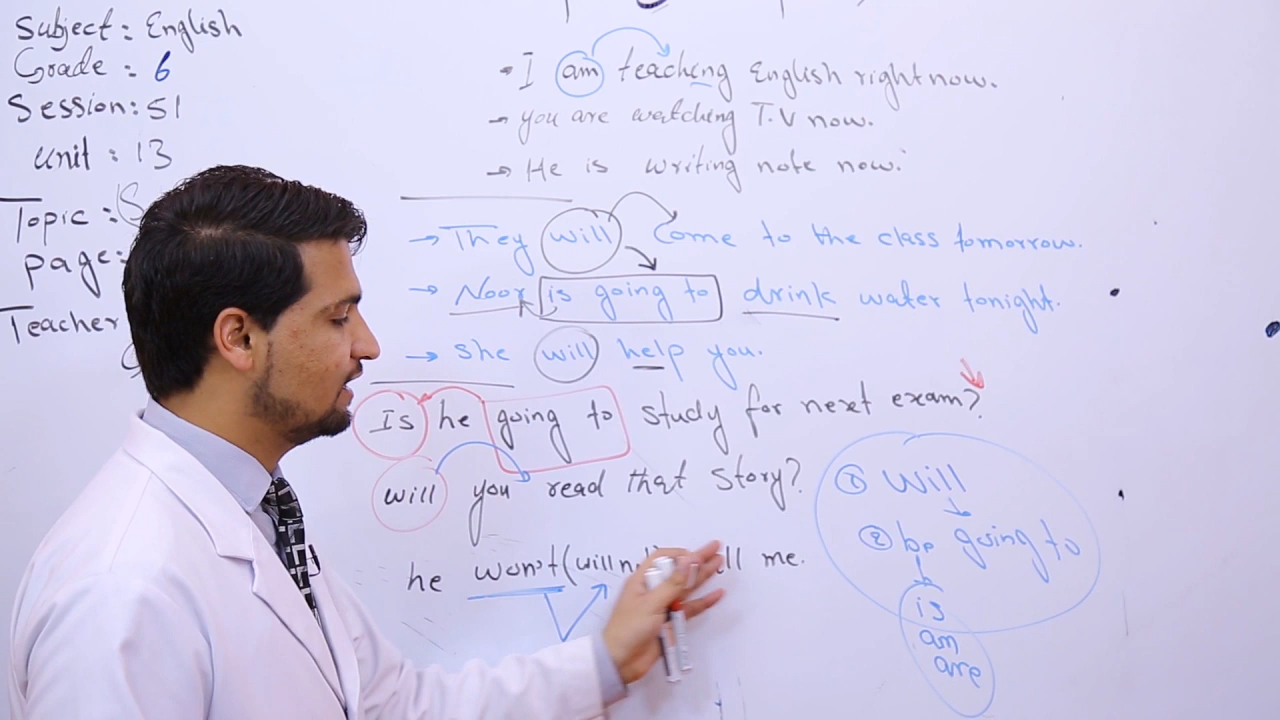 Subject: English
Grade: 6
Session: 51
Unit: 13
Topic:
page:
Teacher
• I am teaching English right now.
→ you are watching T.V now.
→ He is writing note now.
→ They will Come to the class tomorrow.
→ Noor is going to drink water tonight.
→ she will help you.
Is he going to study for next exam?
will you read that story?
he won't (will me.
① Will
② be going to
is
am
are